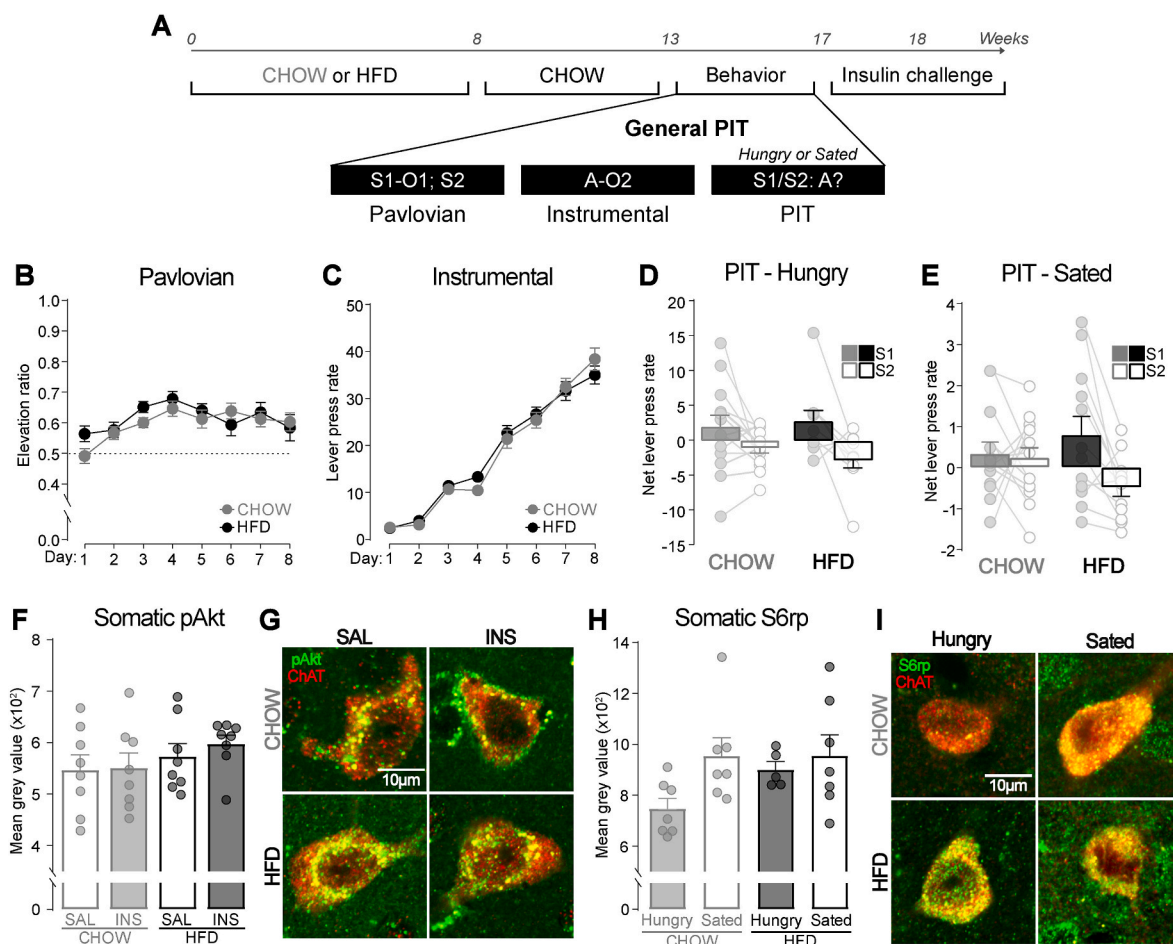 A
0 8 13 17 18 Weeks
CHOW or HFD CHOW Behavior Insulin challenge
General PIT
Hungry or Sated
S1-O1; S2 A-O2 S1/S2: A?
Pavlovian Instrumental PIT
B Pavlovian
Elevation ratio
1.0
0.9
0.8
0.7
0.6
0.5
0.4
0.0
CHOW
HFD
Day: 1 2 3 4 5 6 7 8
C Instrumental
Lever press rate
50
40
30
20
10
0
CHOW
HFD
Day: 1 2 3 4 5 6 7 8
D PIT - Hungry
Net lever press rate
20
15
10
5
0
-5
-10
-15
S1
S2
CHOW HFD
E PIT - Sated
Net lever press rate
4
3
2
1
0
-1
-2
S1
S2
CHOW HFD
F Somatic pAkt
Mean grey value (x10²)
8
7
6
4
0
SAL INS SAL INS
CHOW HFD
G SAL INS
pAkt
ChAT
CHOW
10µm
HFD
H Somatic S6rp
Mean grey value (x10²)
14
12
10
8
6
0
Hungry Sated Hungry Sated
CHOW HFD
I Hungry Sated
S6rp
ChAT
CHOW
10µm
HFD